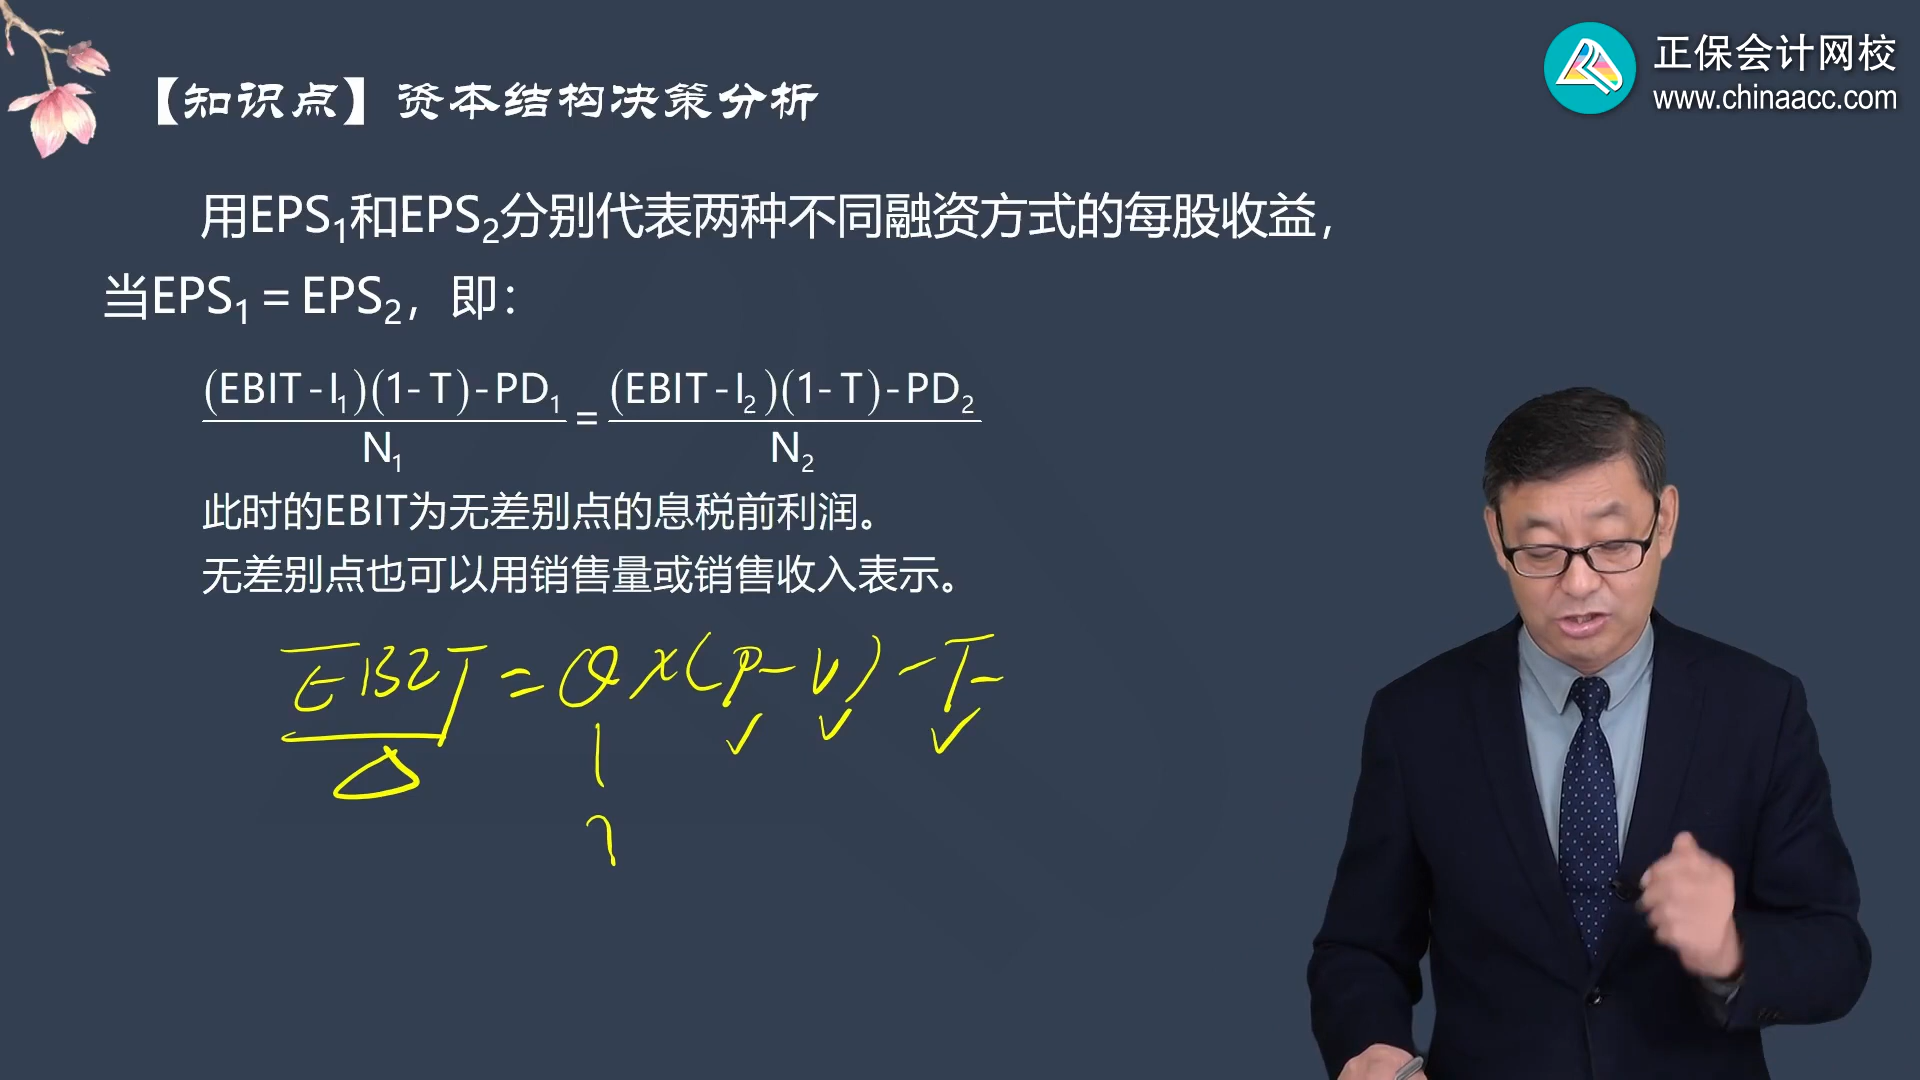 正保会计网校
www.chinaacc.com
【知识点】资本结构决策分析
用EPS₁和EPS₂分别代表两种不同融资方式的每股收益，
当EPS₁＝EPS₂，即：
(EBIT-I₁)(1-T)-PD₁/N₁ = (EBIT-I₂)(1-T)-PD₂/N₂
此时的EBIT为无差别点的息税前利润。
无差别点也可以用销售量或销售收入表示。
EBIT = Q×(P-V)-F
?